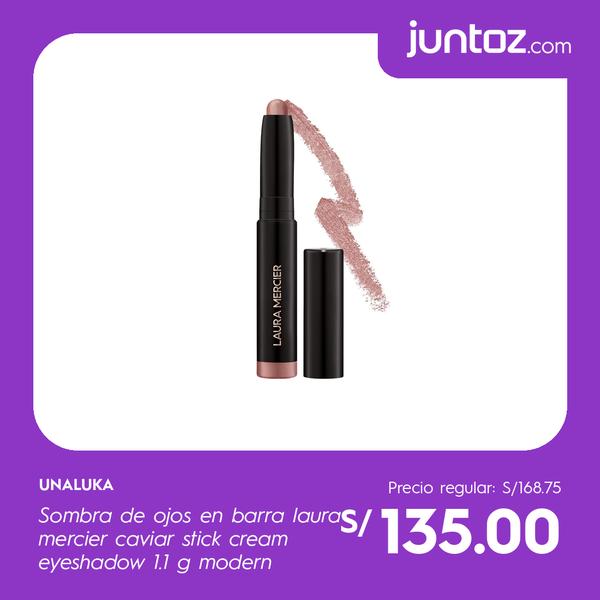 juntoz.com
LAURA MERCIER
UNALUKA
Sombra de ojos en barra laura
mercier caviar stick cream
eyeshadow 1.1 g modern
Precio regular: S/168.75
S/135.00